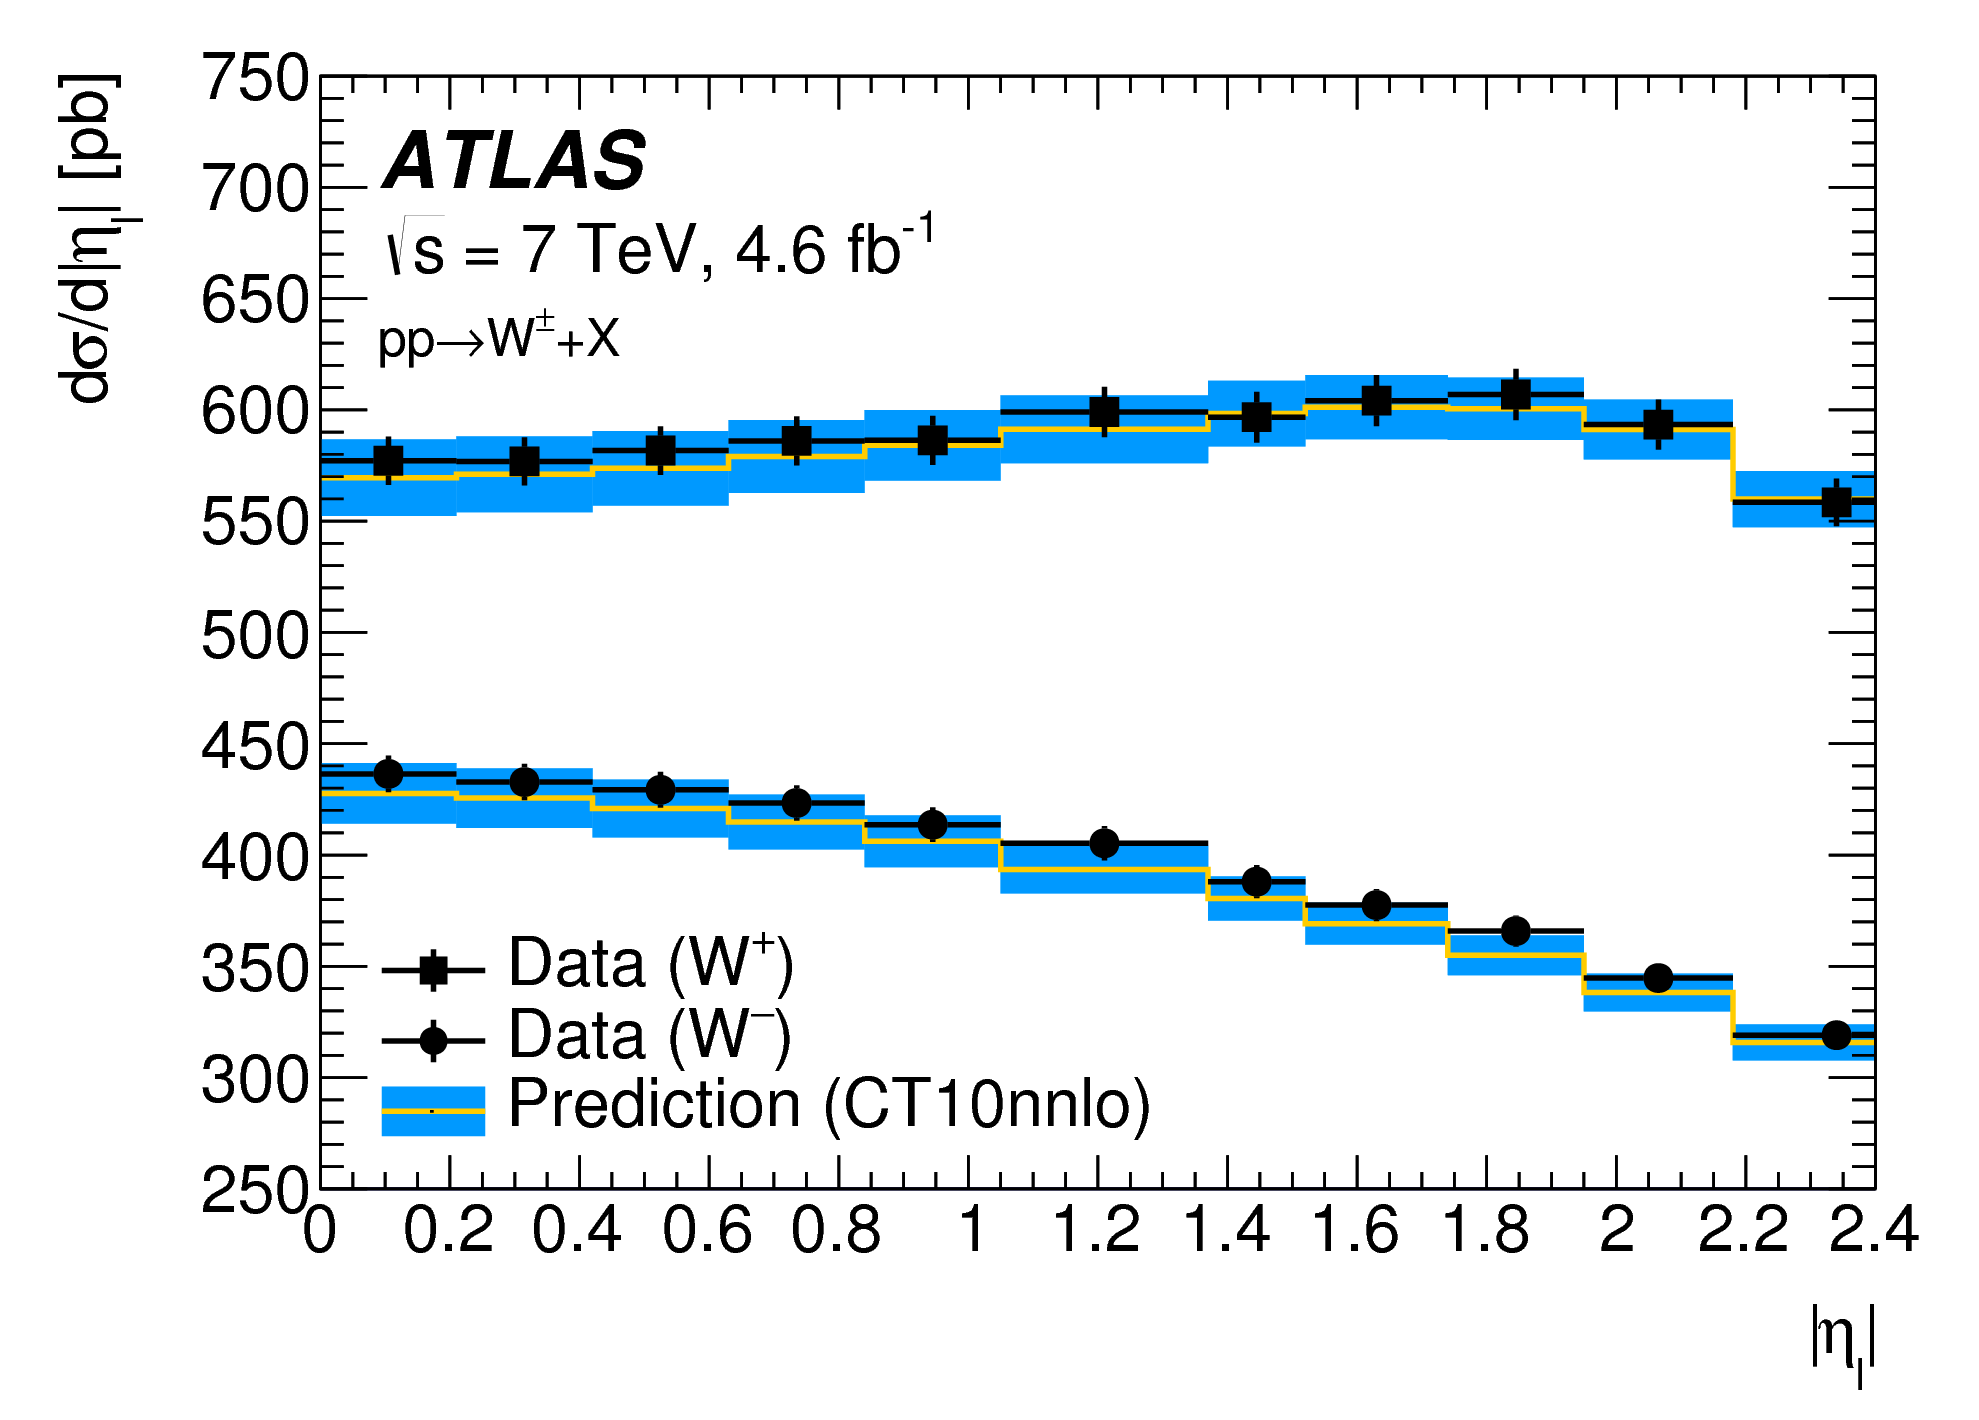 dσ/d|η_l| [pb]
750
700
650
600
550
500
450
400
350
300
250
ATLAS
√s = 7 TeV, 4.6 fb⁻¹
pp→W±+X
Data (W⁺)
Data (W⁻)
Prediction (CT10nnlo)
0 0.2 0.4 0.6 0.8 1 1.2 1.4 1.6 1.8 2 2.2 2.4
|η_l|